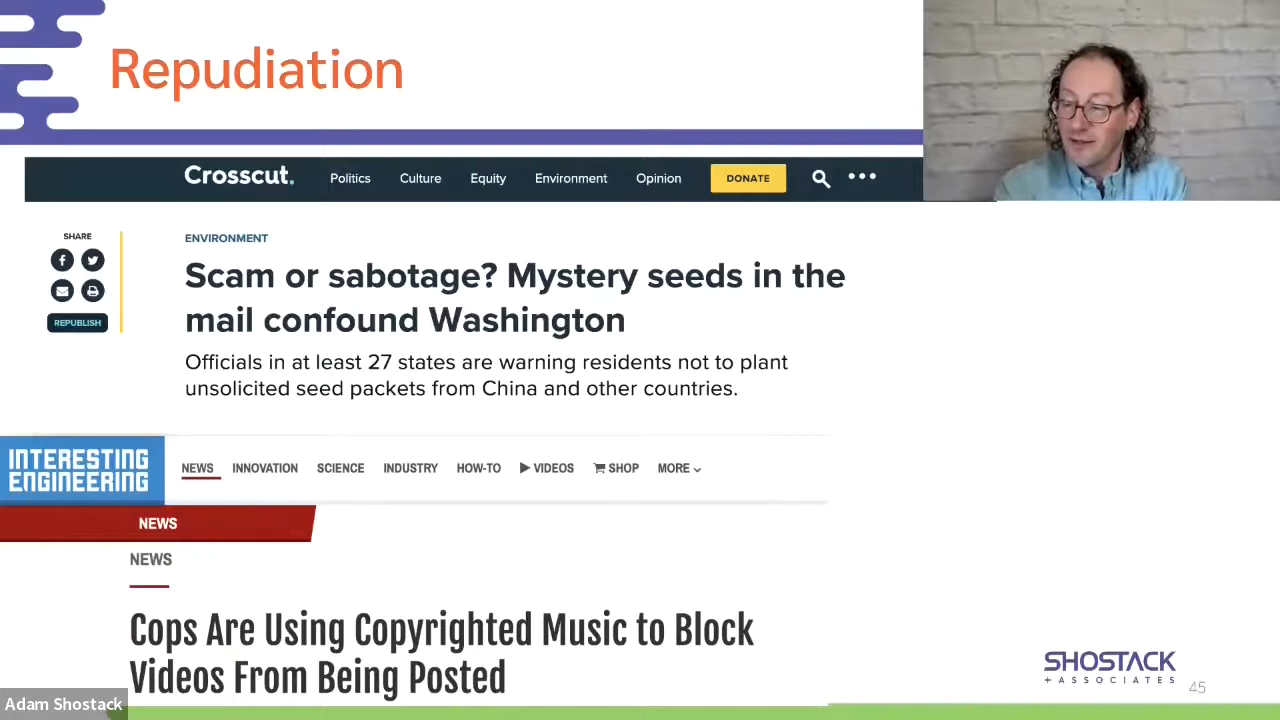 Repudiation
Crosscut.
Politics
Culture
Equity
Environment
Opinion
DONATE
SHARE
REPUBLISH
ENVIRONMENT
Scam or sabotage? Mystery seeds in the
mail confound Washington
Officials in at least 27 states are warning residents not to plant
unsolicited seed packets from China and other countries.
INTERESTING
ENGINEERING
NEWS
INNOVATION
SCIENCE
INDUSTRY
HOW-TO
VIDEOS
SHOP
MORE
NEWS
NEWS
Cops Are Using Copyrighted Music to Block
Videos From Being Posted
SHOSTACK
+ ASSOCIATES
45
Adam Shostack